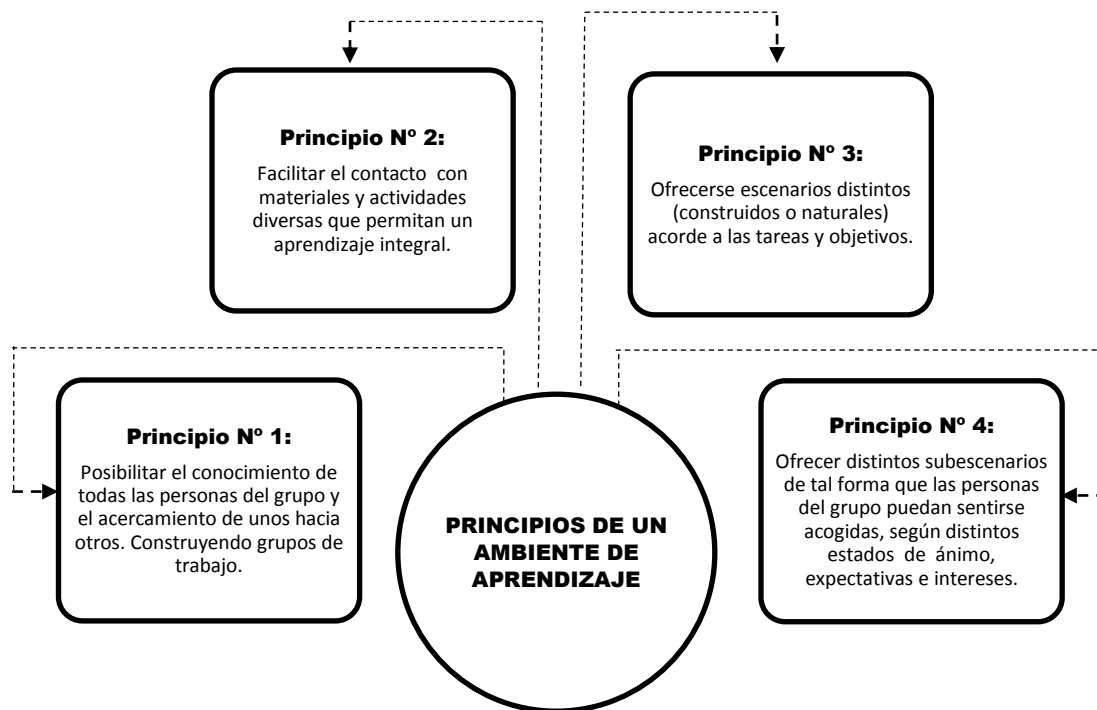 Principio Nº 2:
Facilitar el contacto con
materiales y actividades
diversas que permitan un
aprendizaje integral.
Principio Nº 3:
Ofrecerse escenarios distintos
(construidos o naturales)
acorde a las tareas y objetivos.
Principio Nº 1:
Posibilitar el conocimiento de
todas las personas del grupo y
el acercamiento de unos hacia
otros. Construyendo grupos de
trabajo.
PRINCIPIOS DE UN
AMBIENTE DE
APRENDIZAJE
Principio Nº 4:
Ofrecer distintos subescenarios
de tal forma que las personas
del grupo puedan sentirse
acogidas, según distintos
estados de ánimo,
expectativas e intereses.